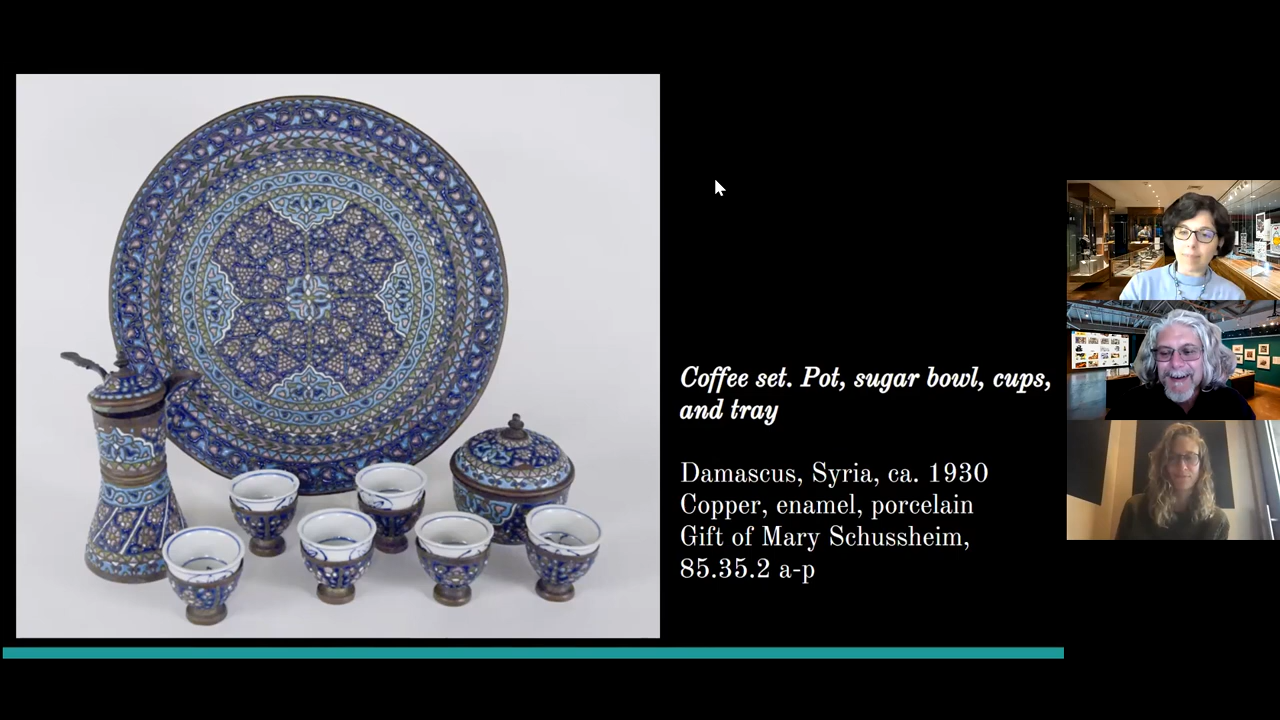 Coffee set. Pot, sugar bowl, cups,
and tray
Damascus, Syria, ca. 1930
Copper, enamel, porcelain
Gift of Mary Schussheim,
85.35.2 a-p